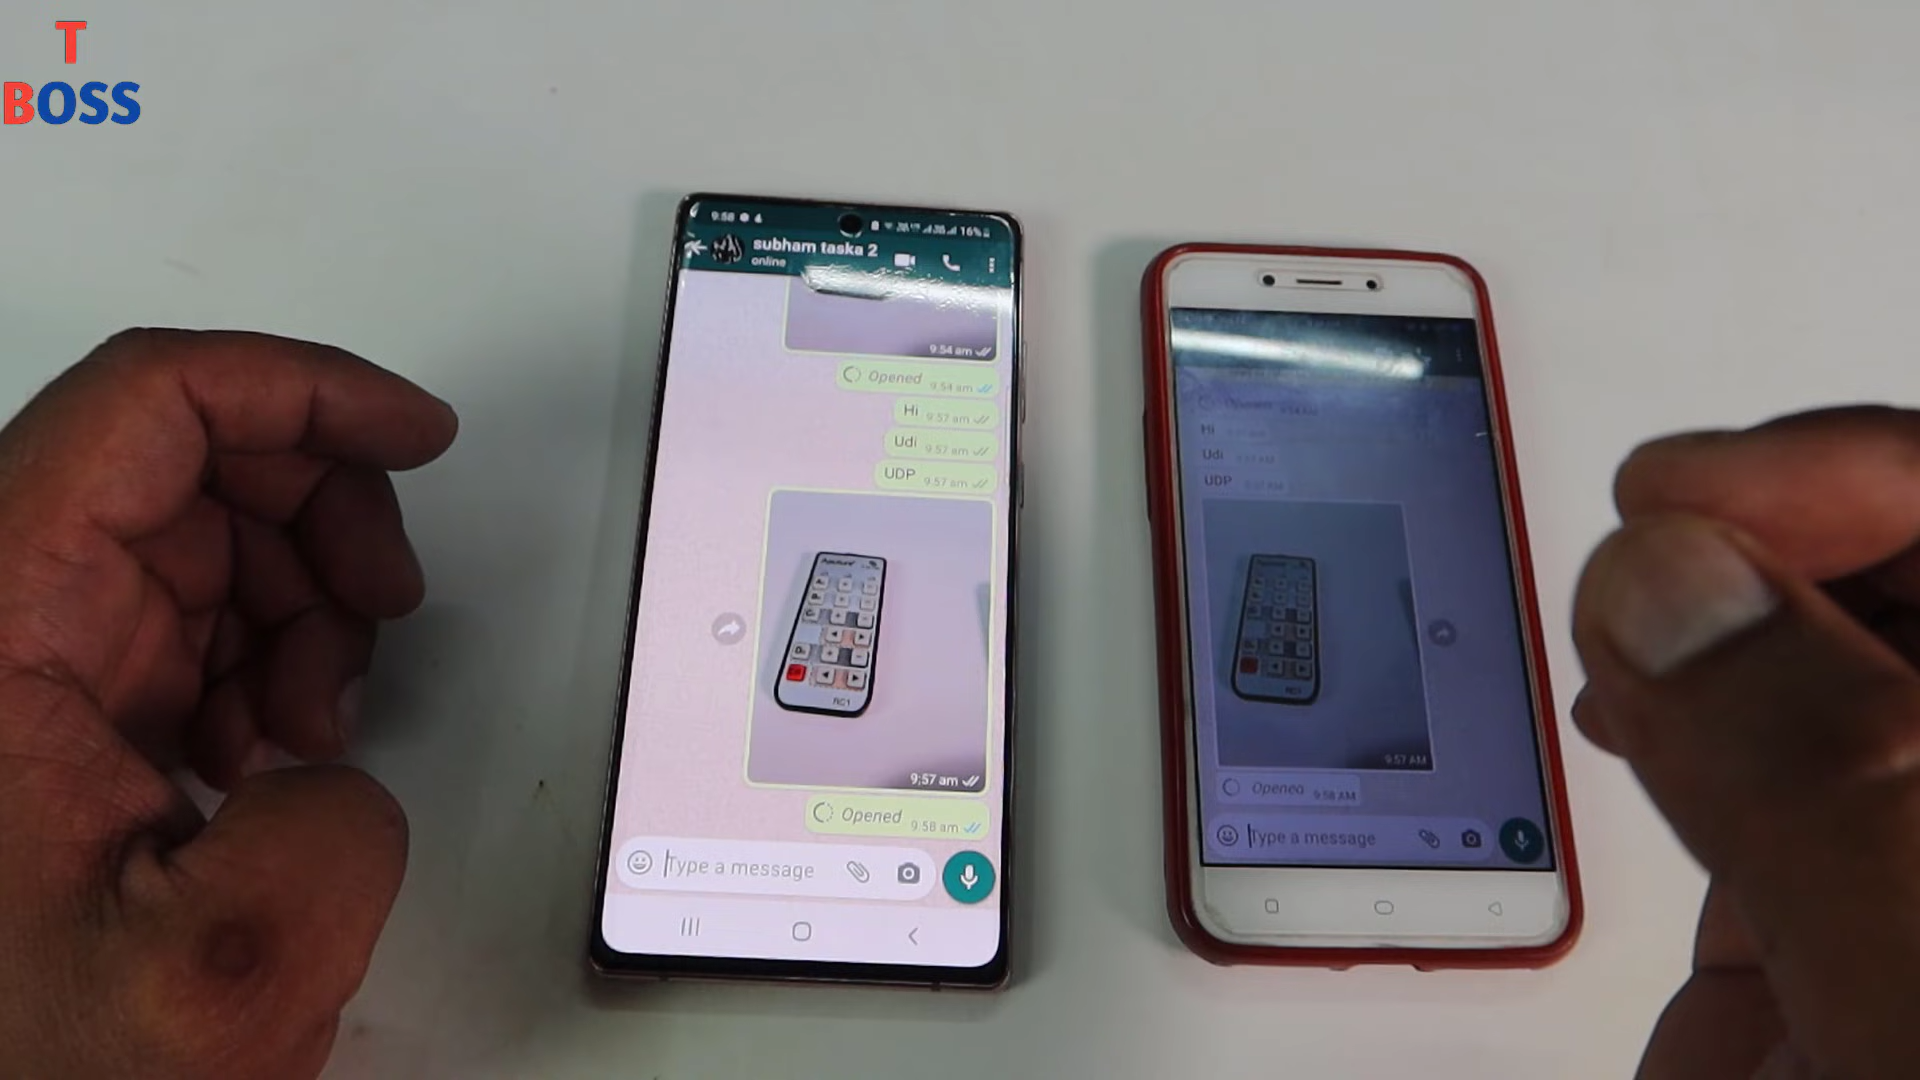 T
BOSS
9:58
16%
subham taska 2
online
9:54 am
Opened 9:54 am
Hi 9:57 am
Udi 9:57 am
UDP 9:57 am
RC1
9:57 am
Opened 9:58 am
Type a message
Hi
Udi
UDP
9:57 AM
Opened 9:58 AM
Type a message